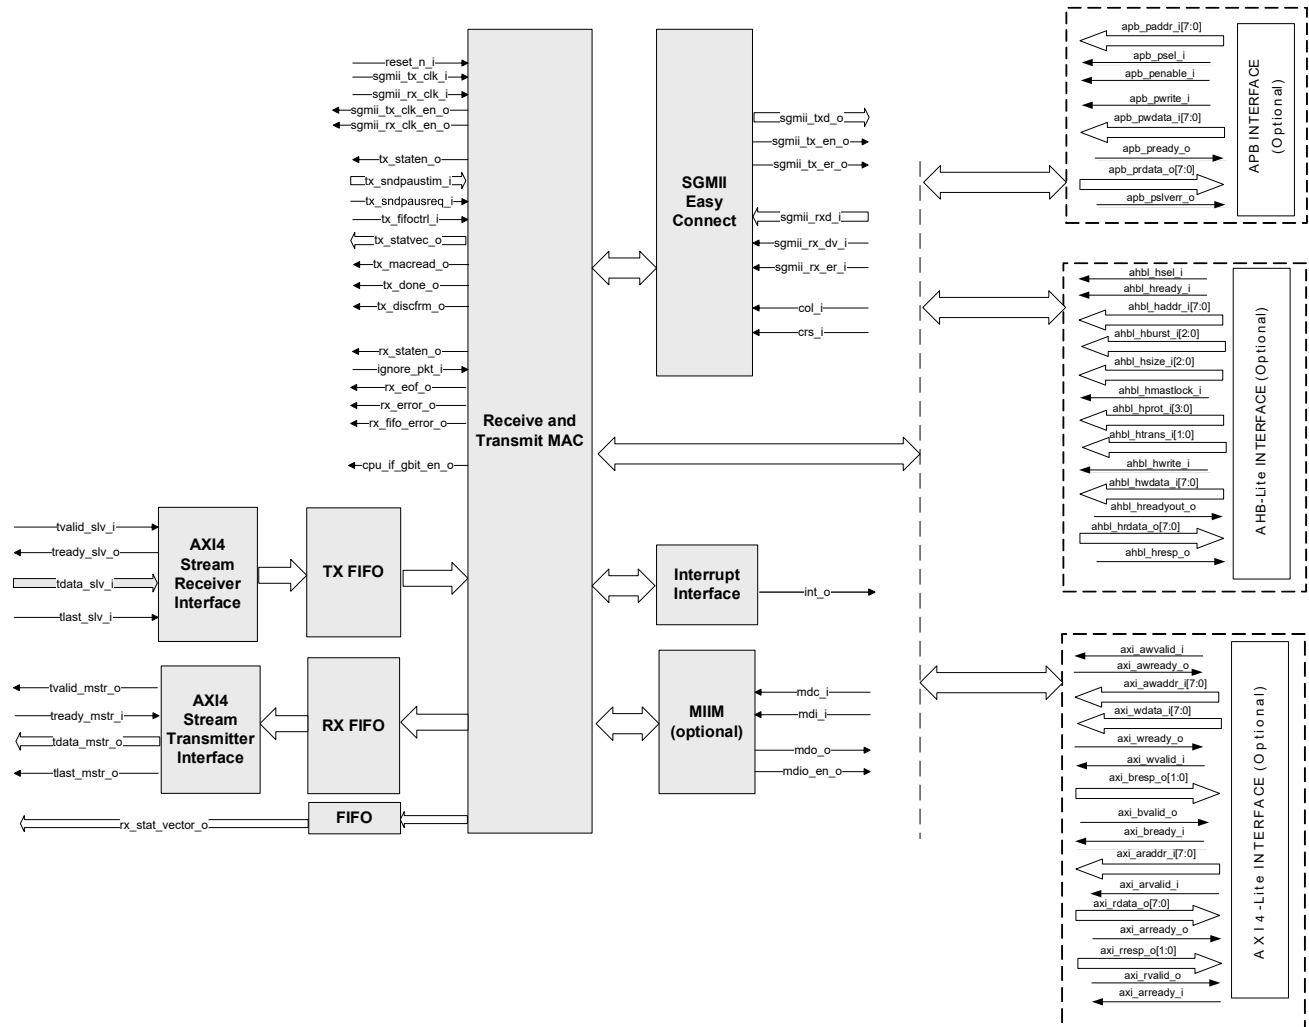 reset_n_i
sgmii_tx_clk_i
sgmii_rx_clk_i
sgmii_tx_clk_en_o
sgmii_rx_clk_en_o
tx_staten_o
tx_sndpaustim_i
tx_sndpausreq_i
tx_fifoctrl_i
tx_statvec_o
tx_macread_o
tx_done_o
tx_discfrm_o
rx_staten_o
ignore_pkt_i
rx_eof_o
rx_error_o
rx_fifo_error_o
cpu_if_gbit_en_o
Receive and
Transmit MAC
tvalid_slv_i
tready_slv_o
tdata_slv_i
tlast_slv_i
AXI4
Stream
Receiver
Interface
TX FIFO
tvalid_mstr_o
tready_mstr_i
tdata_mstr_o
tlast_mstr_o
AXI4
Stream
Transmitter
Interface
RX FIFO
rx_stat_vector_o
FIFO
SGMII
Easy
Connect
sgmii_txd_o
sgmii_tx_en_o
sgmii_tx_er_o
sgmii_rxd_i
sgmii_rx_dv_i
sgmii_rx_er_i
col_i
crs_i
Interrupt
Interface
int_o
MIIM
(optional)
mdc_i
mdi_i
mdo_o
mdio_en_o
apb_paddr_i[7:0]
apb_psel_i
apb_penable_i
apb_pwrite_i
apb_pwdata_i[7:0]
apb_pready_o
apb_prdata_o[7:0]
apb_pslverr_o
APB INTERFACE
(Optional)
ahbl_hsel_i
ahbl_hready_i
ahbl_haddr_i[7:0]
ahbl_hburst_i[2:0]
ahbl_hsize_i[2:0]
ahbl_hmastlock_i
ahbl_hprot_i[3:0]
ahbl_htrans_i[1:0]
ahbl_hwrite_i
ahbl_hwdata_i[7:0]
ahbl_hreadyout_o
ahbl_hrdata_o[7:0]
ahbl_hresp_o
AHB-Lite INTERFACE (Optional)
axi_awvalid_i
axi_awready_o
axi_awaddr_i[7:0]
axi_wdata_i[7:0]
axi_wready_o
axi_wvalid_i
axi_bresp_o[1:0]
axi_bvalid_o
axi_bready_i
axi_araddr_i[7:0]
axi_arvalid_i
axi_rdata_o[7:0]
axi_arready_o
axi_rresp_o[1:0]
axi_rvalid_o
axi_arready_i
AXI4-Lite INTERFACE (Optional)